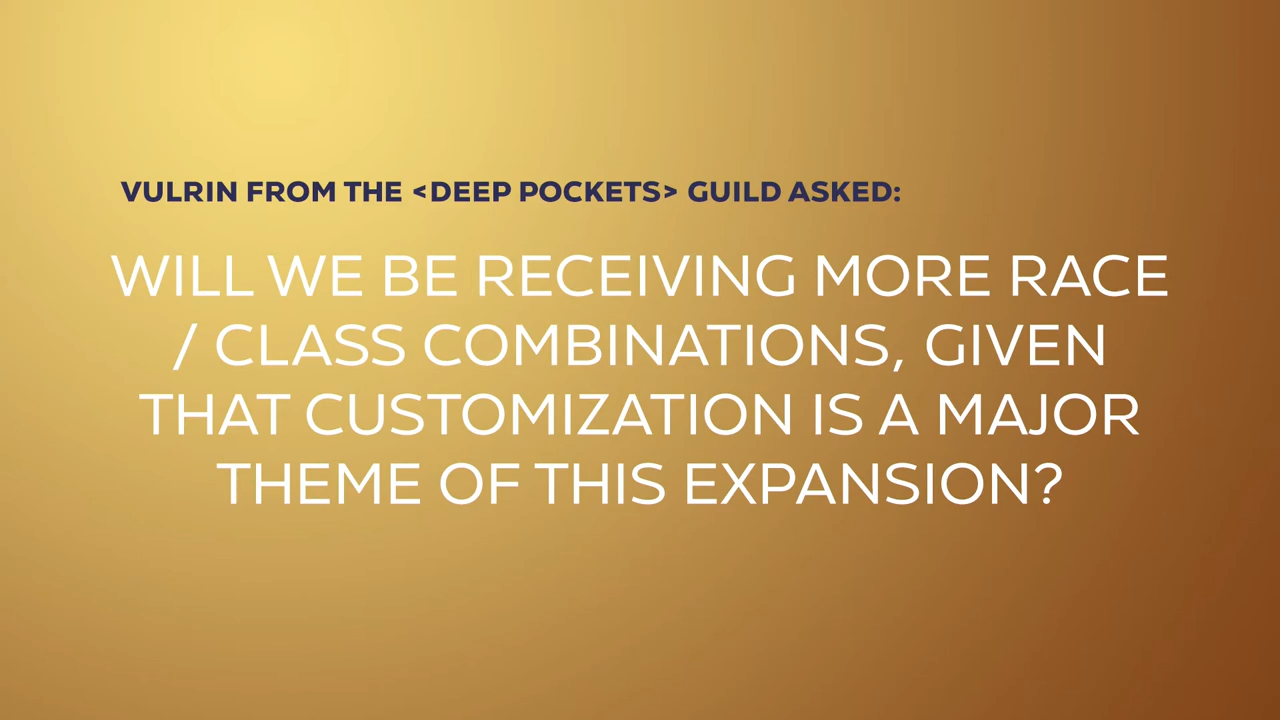 VULRIN FROM THE <DEEP POCKETS> GUILD ASKED:
WILL WE BE RECEIVING MORE RACE
/ CLASS COMBINATIONS, GIVEN
THAT CUSTOMIZATION IS A MAJOR
THEME OF THIS EXPANSION?